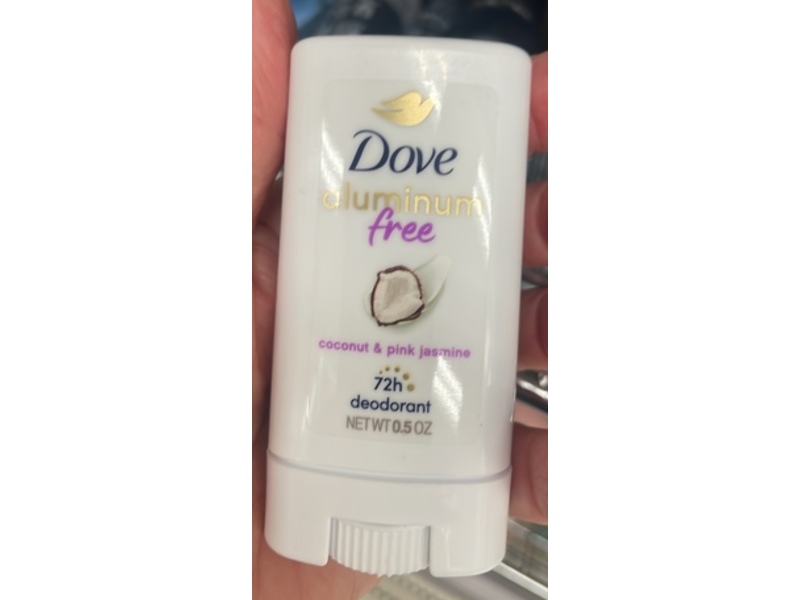 Dove
aluminum
free
coconut & pink jasmine
72h
deodorant
NET WT 0.5 OZ